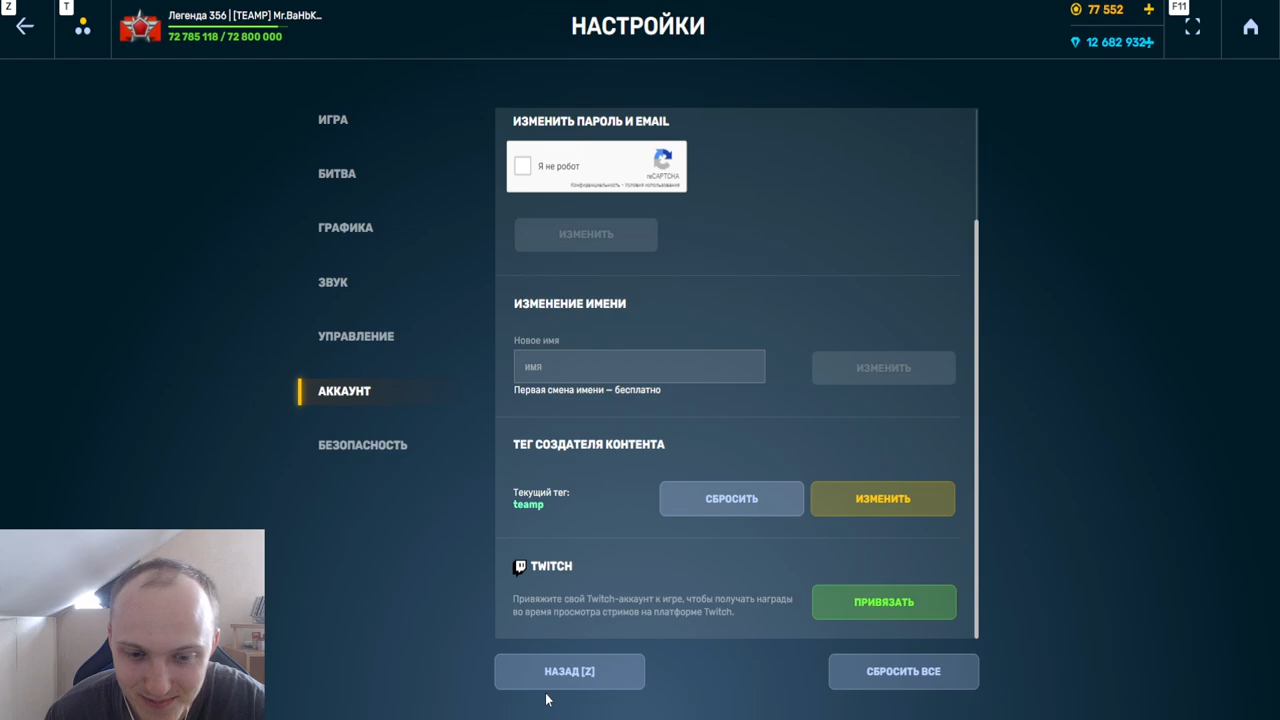 Z
T
Легенда 356 | [TEAMP] Mr.BaHbK...
72 785 118 / 72 800 000
НАСТРОЙКИ
77 552
12 682 932
F11
ИГРА
БИТВА
ГРАФИКА
ЗВУК
УПРАВЛЕНИЕ
АККАУНТ
БЕЗОПАСНОСТЬ
ИЗМЕНИТЬ ПАРОЛЬ И EMAIL
Я не робот
reCAPTCHA
Конфиденциальность - Условия использования
ИЗМЕНИТЬ
ИЗМЕНЕНИЕ ИМЕНИ
Новое имя
имя
ИЗМЕНИТЬ
Первая смена имени — бесплатно
ТЕГ СОЗДАТЕЛЯ КОНТЕНТА
Текущий тег:
teamp
СБРОСИТЬ
ИЗМЕНИТЬ
TWITCH
Привяжите свой Twitch-аккаунт к игре, чтобы получать награды
во время просмотра стримов на платформе Twitch.
ПРИВЯЗАТЬ
НАЗАД [Z]
СБРОСИТЬ ВСЕ